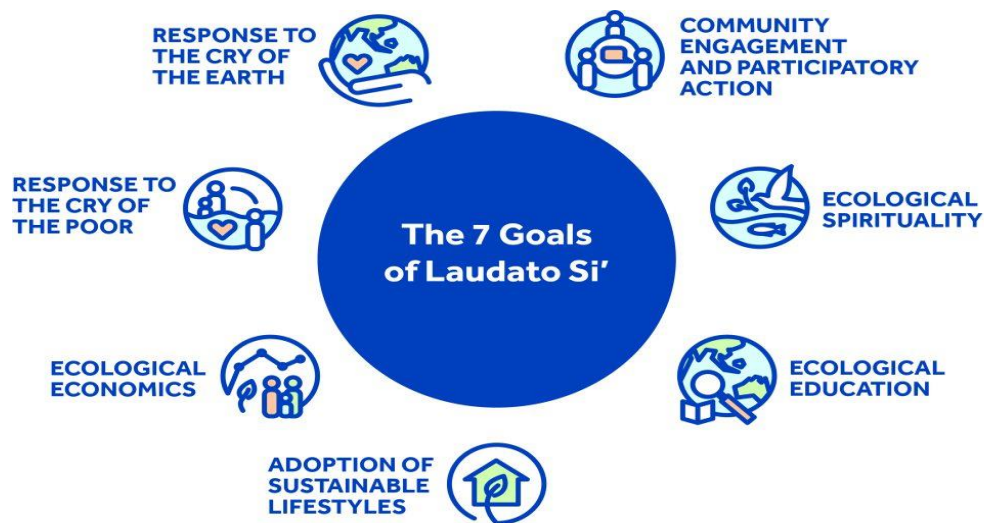 RESPONSE TO
THE CRY OF
THE EARTH
COMMUNITY
ENGAGEMENT
AND PARTICIPATORY
ACTION
RESPONSE TO
THE CRY OF
THE POOR
The 7 Goals
of Laudato Si’
ECOLOGICAL
SPIRITUALITY
ECOLOGICAL
ECONOMICS
ECOLOGICAL
EDUCATION
ADOPTION OF
SUSTAINABLE
LIFESTYLES